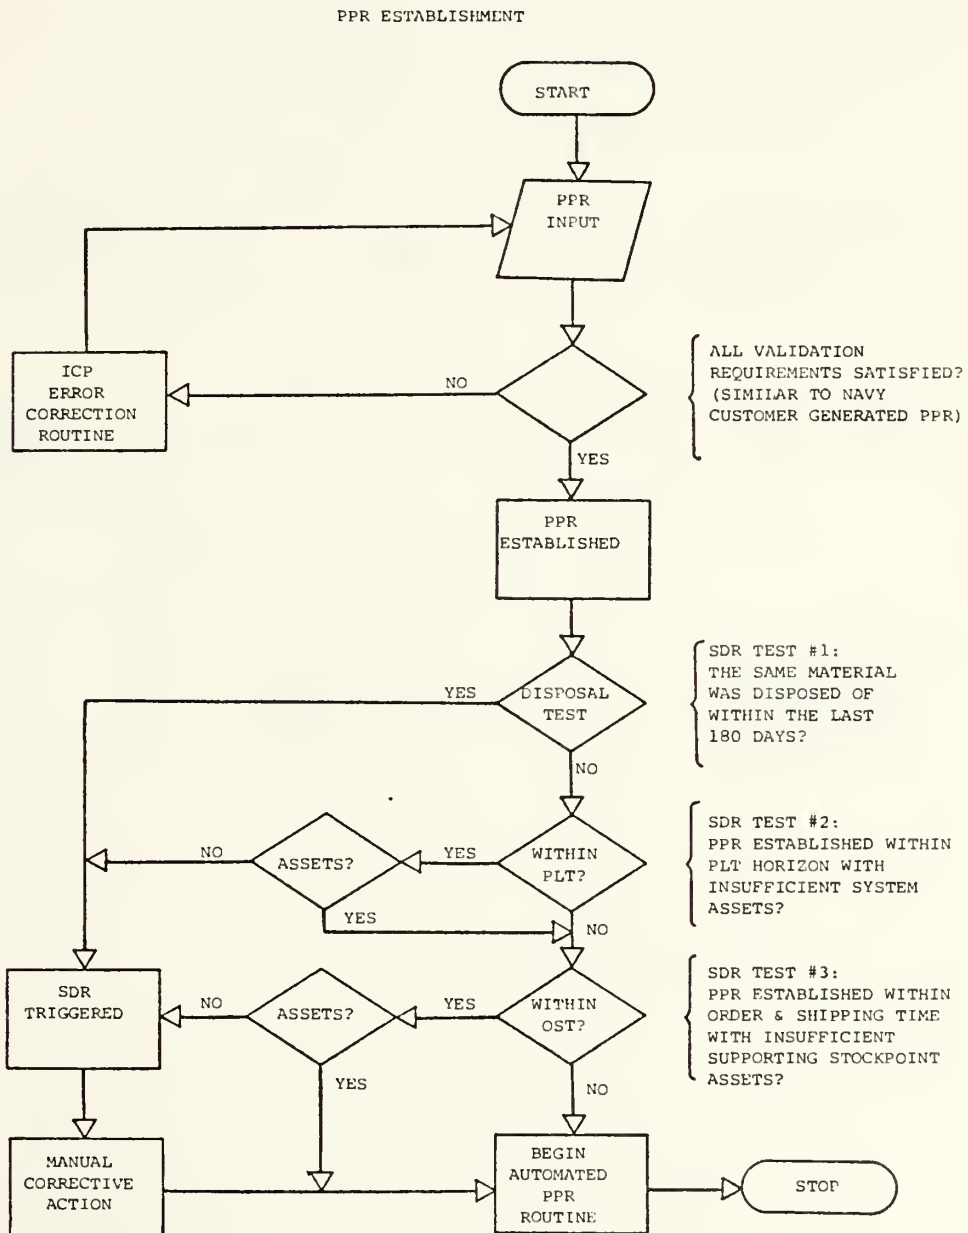 PPR ESTABLISHMENT
START
PPR
INPUT
ICP
ERROR
CORRECTION
ROUTINE
NO
ALL VALIDATION
REQUIREMENTS SATISFIED?
(SIMILAR TO NAVY
CUSTOMER GENERATED PPR)
YES
PPR
ESTABLISHED
YES
DISPOSAL
TEST
SDR TEST #1:
THE SAME MATERIAL
WAS DISPOSED OF
WITHIN THE LAST
180 DAYS?
NO
NO
ASSETS?
YES
WITHIN
PLT?
SDR TEST #2:
PPR ESTABLISHED WITHIN
PLT HORIZON WITH
INSUFFICIENT SYSTEM
ASSETS?
YES
NO
SDR
TRIGGERED
NO
ASSETS?
YES
WITHIN
OST?
SDR TEST #3:
PPR ESTABLISHED WITHIN
ORDER & SHIPPING TIME
WITH INSUFFICIENT
SUPPORTING STOCKPOINT
ASSETS?
YES
NO
MANUAL
CORRECTIVE
ACTION
BEGIN
AUTOMATED
PPR
ROUTINE
STOP